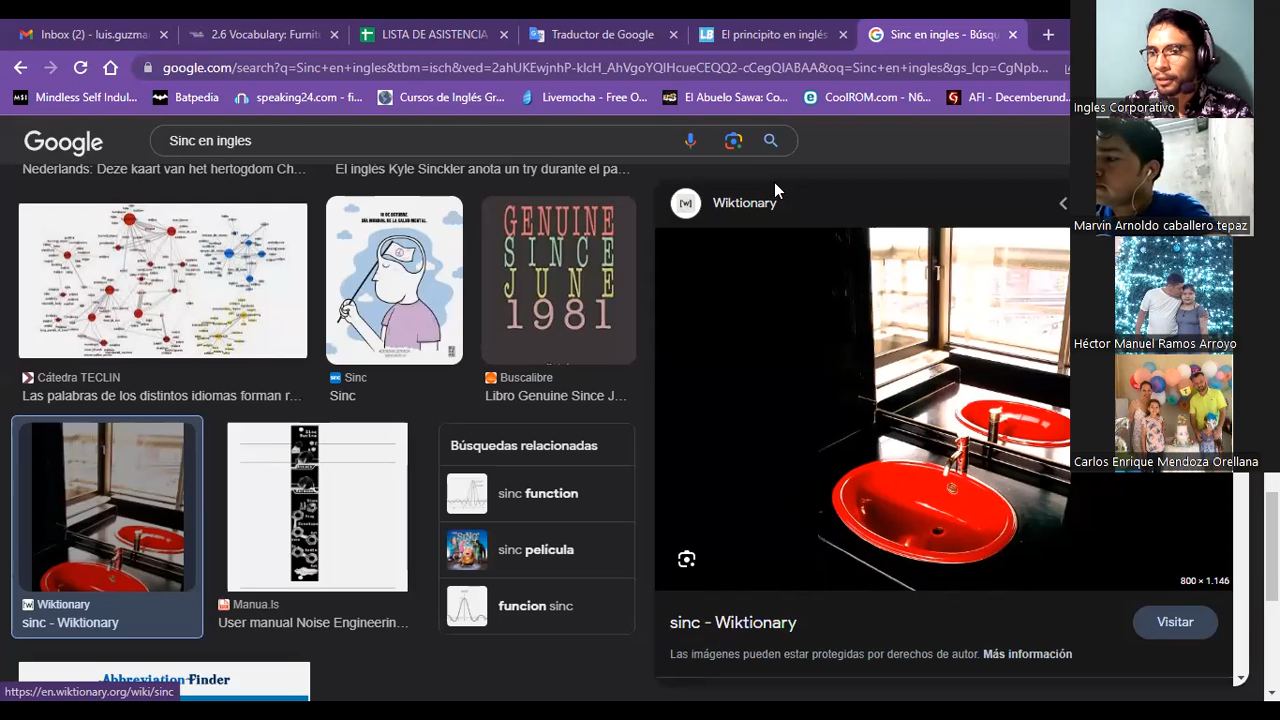 Inbox (2) - luis.guzma
2.6 Vocabulary: Furnit
LISTA DE ASISTENCIA
Traductor de Google
El principito en inglés
Sinc en ingles - Búsqu
google.com/search?q=Sinc+en+ingles&tbm=isch&ved=2ahUKEwjnhP-klcH_AhVgoYQIHcueCEQQ2-cCegQIABAA&oq=Sinc+en+ingles&gs_lcp=CgNpb...
Mindless Self Indul...
Batpedia
speaking24.com - fi...
Cursos de Inglés Gr...
Livemocha - Free O...
El Abuelo Sawa: Co...
CoolROM.com - N6...
AFI - Decemberund...
Google
Sinc en ingles
Nederlands: Deze kaart van het hertogdom Ch...
El inglés Kyle Sinckler anota un try durante el pa...
Wiktionary
GENUINE
SINCE
JUNE
1981
Cátedra TECLIN
Las palabras de los distintos idiomas forman r...
Sinc
Sinc
Buscalibre
Libro Genuine Since J...
Búsquedas relacionadas
sinc function
sinc película
funcion sinc
Wiktionary
sinc - Wiktionary
Manua.ls
User manual Noise Engineerin...
800 × 1.146
sinc - Wiktionary
Visitar
Las imágenes pueden estar protegidas por derechos de autor. Más información
Abbreviation Finder
https://en.wiktionary.org/wiki/sinc
Ingles Corporativo
Marvin Arnoldo caballero tepaz
Héctor Manuel Ramos Arroyo
Carlos Enrique Mendoza Orellana